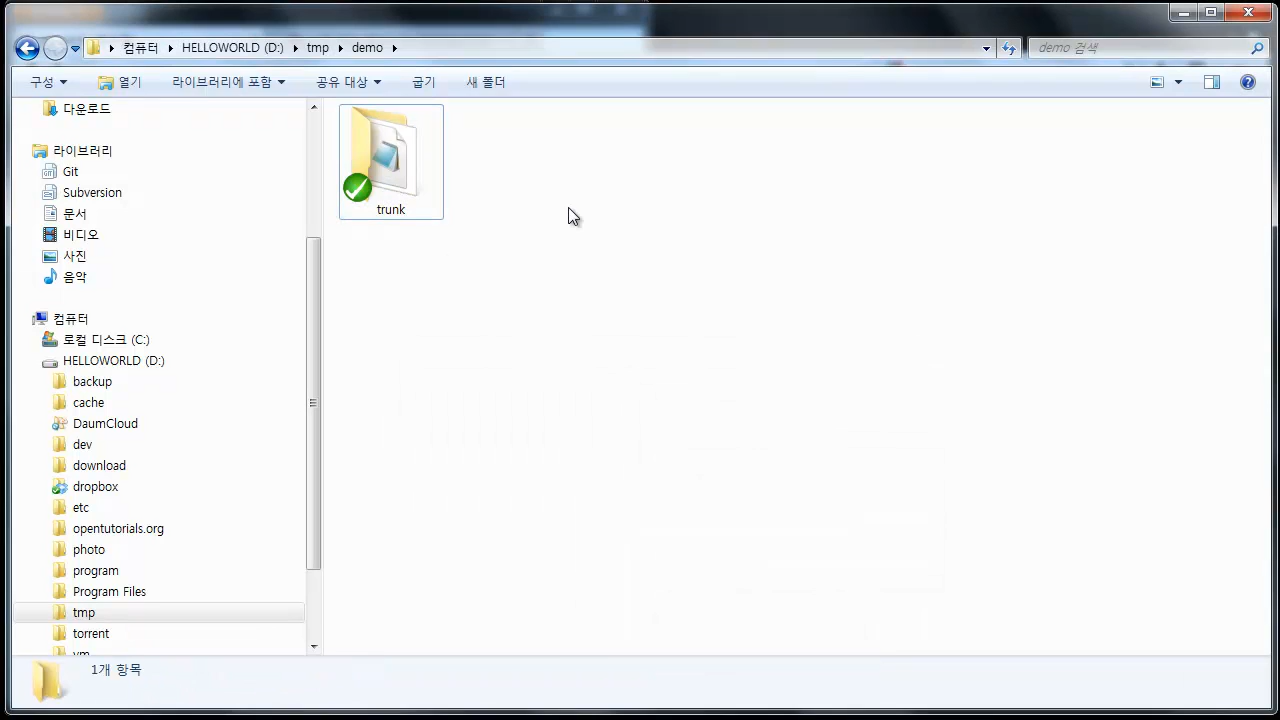 컴퓨터 HELLOWORLD (D:) tmp demo
demo 검색
구성 열기 라이브러리에 포함 공유 대상 굽기 새 폴더
다운로드
라이브러리
Git
Subversion
문서
비디오
사진
음악
컴퓨터
로컬 디스크 (C:)
HELLOWORLD (D:)
backup
cache
DaumCloud
dev
download
dropbox
etc
opentutorials.org
photo
program
Program Files
tmp
torrent
vm
trunk
1개 항목